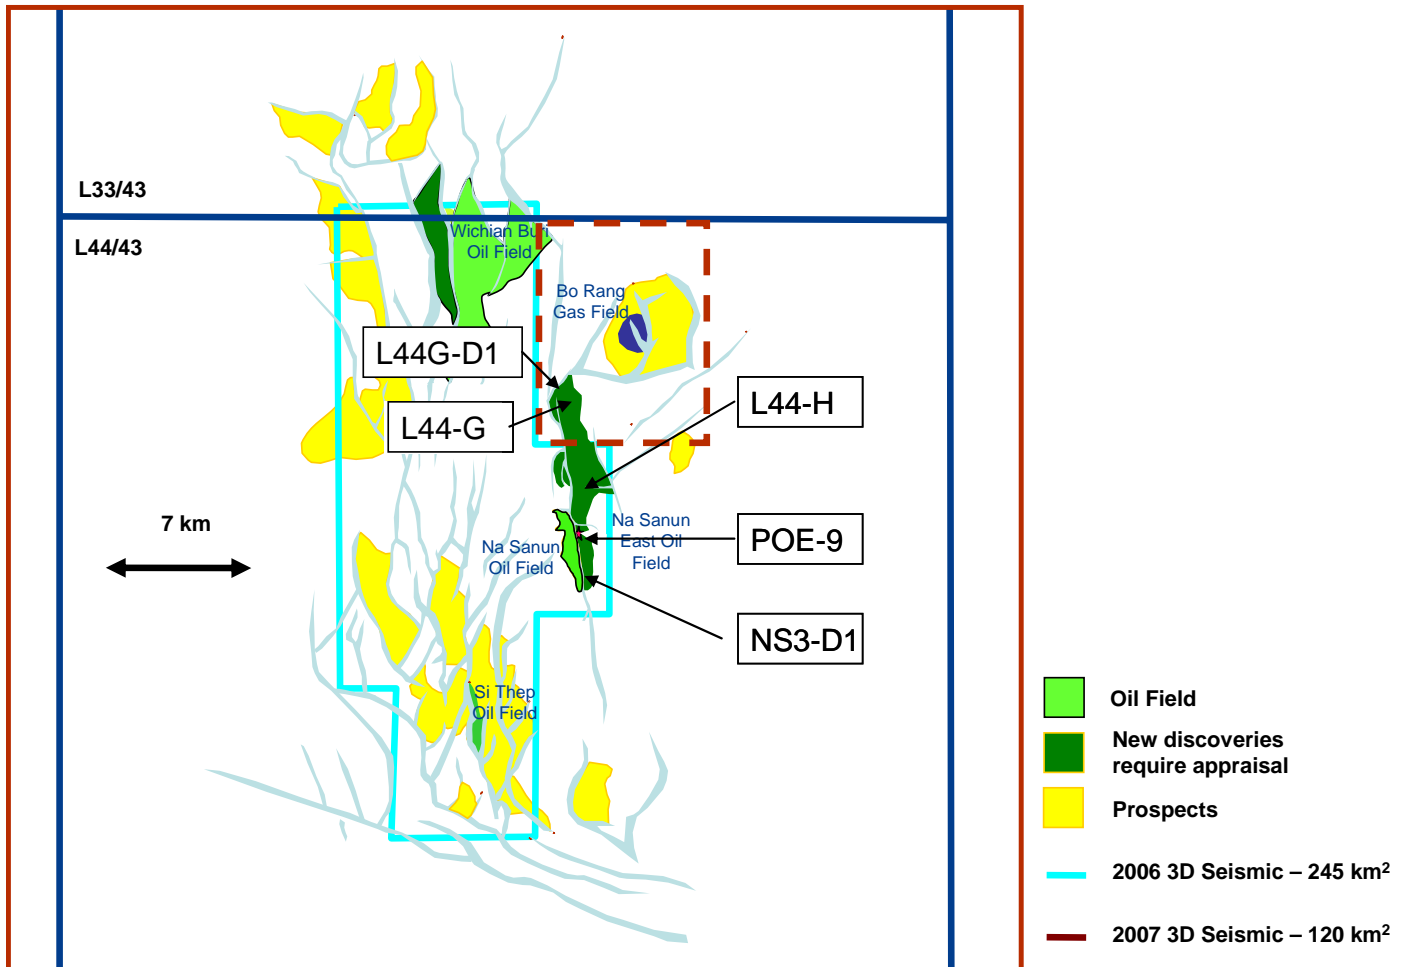 L33/43
L44/43
Wichian Buri
Oil Field
Bo Rang
Gas Field
L44G-D1
L44-G
L44-H
7 km
Na Sanun
Oil Field
Na Sanun
East Oil
Field
POE-9
NS3-D1
Si Thep
Oil Field
Oil Field
New discoveries
require appraisal
Prospects
2006 3D Seismic – 245 km²
2007 3D Seismic – 120 km²